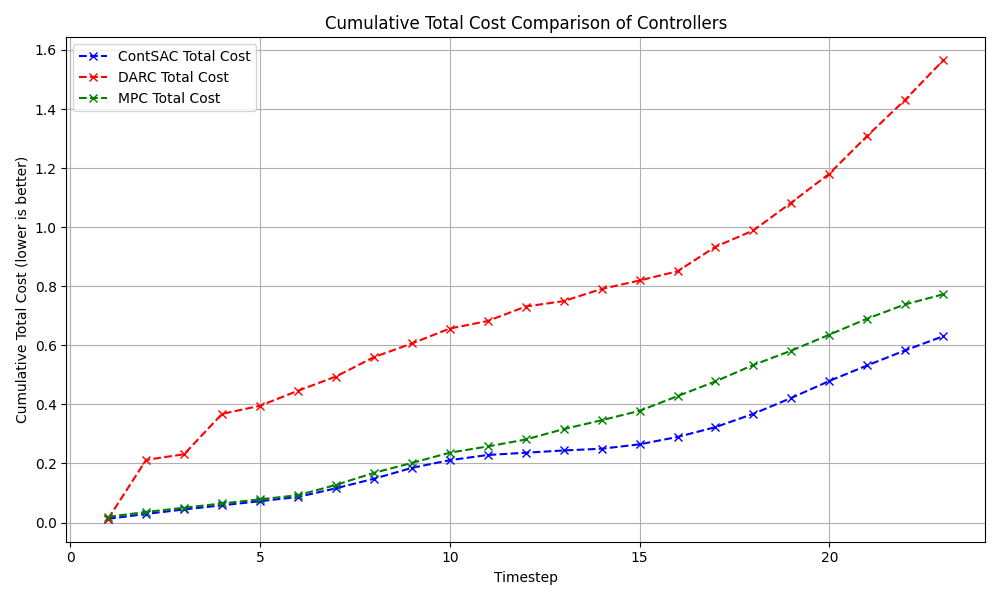 Cumulative Total Cost Comparison of Controllers
ContSAC Total Cost
DARC Total Cost
MPC Total Cost
Cumulative Total Cost (lower is better)
1.6
1.4
1.2
1.0
0.8
0.6
0.4
0.2
0.0
0 5 10 15 20
Timestep